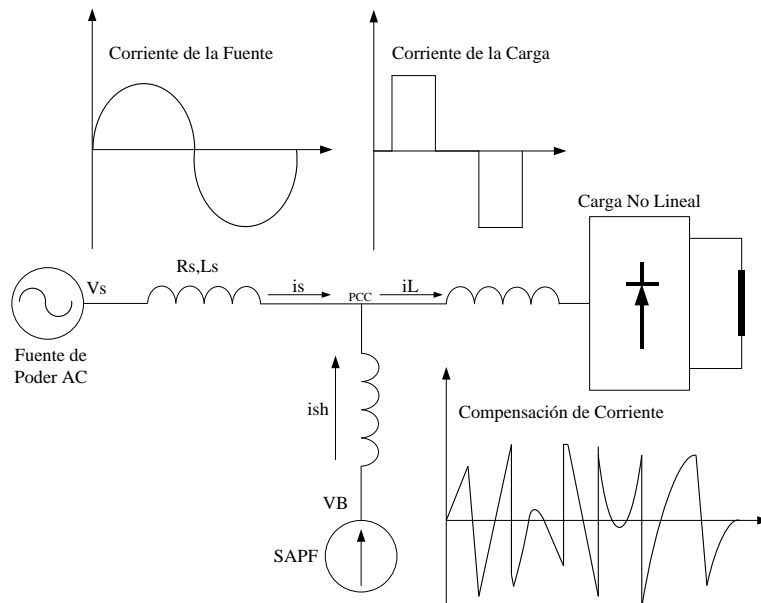 Corriente de la Fuente
Corriente de la Carga
Carga No Lineal
Rs,Ls
Vs
is
PCC
iL
Fuente de
Poder AC
ish
Compensación de Corriente
VB
SAPF